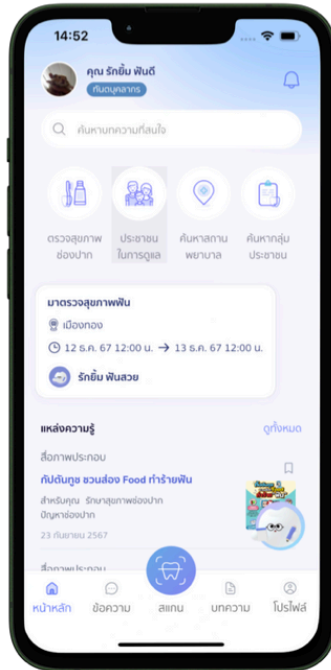 14:52
คุณ รักยิ้ม ฟันดี
ทันตบุคลากร
ค้นหาบทความที่สนใจ
ตรวจสุขภาพ
ช่องปาก
ประชาชน
ในการดูแล
ค้นหาสถาน
พยาบาล
ค้นหากลุ่ม
ประชาชน
มาตรวจสุขภาพฟัน
เมืองทอง
12 ธ.ค. 67 12:00 น. → 13 ธ.ค. 67 12:00 น.
รักยิ้ม ฟันสวย
แหล่งความรู้
ดูทั้งหมด
สื่อภาพประกอบ
กัปตันทูช ชวนส่อง Food ทำร้ายฟัน
สำหรับคุณ รักษาสุขภาพช่องปาก
ปัญหาช่องปาก
23 กันยายน 2567
สื่อภาพประกอบ
หน้าหลัก
ข้อความ
สแกน
บทความ
โปรไฟล์